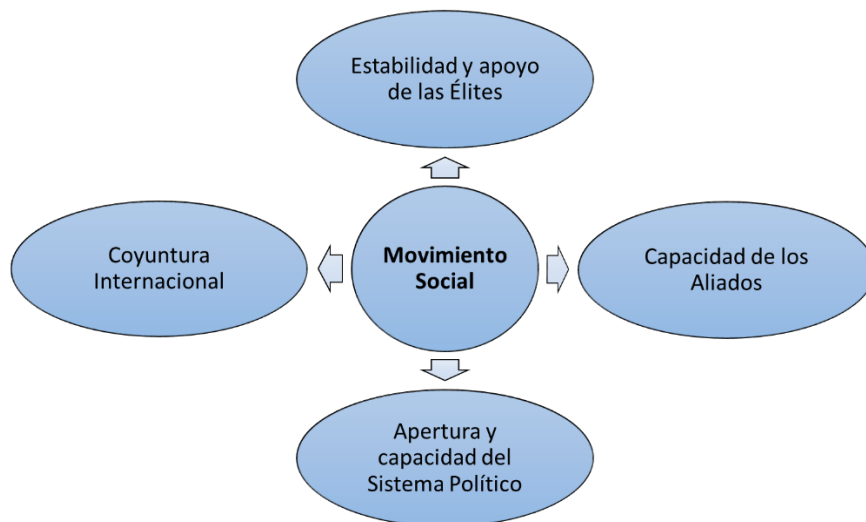 Estabilidad y apoyo
de las Élites
Coyuntura
Internacional
Movimiento
Social
Capacidad de los
Aliados
Apertura y
capacidad del
Sistema Político